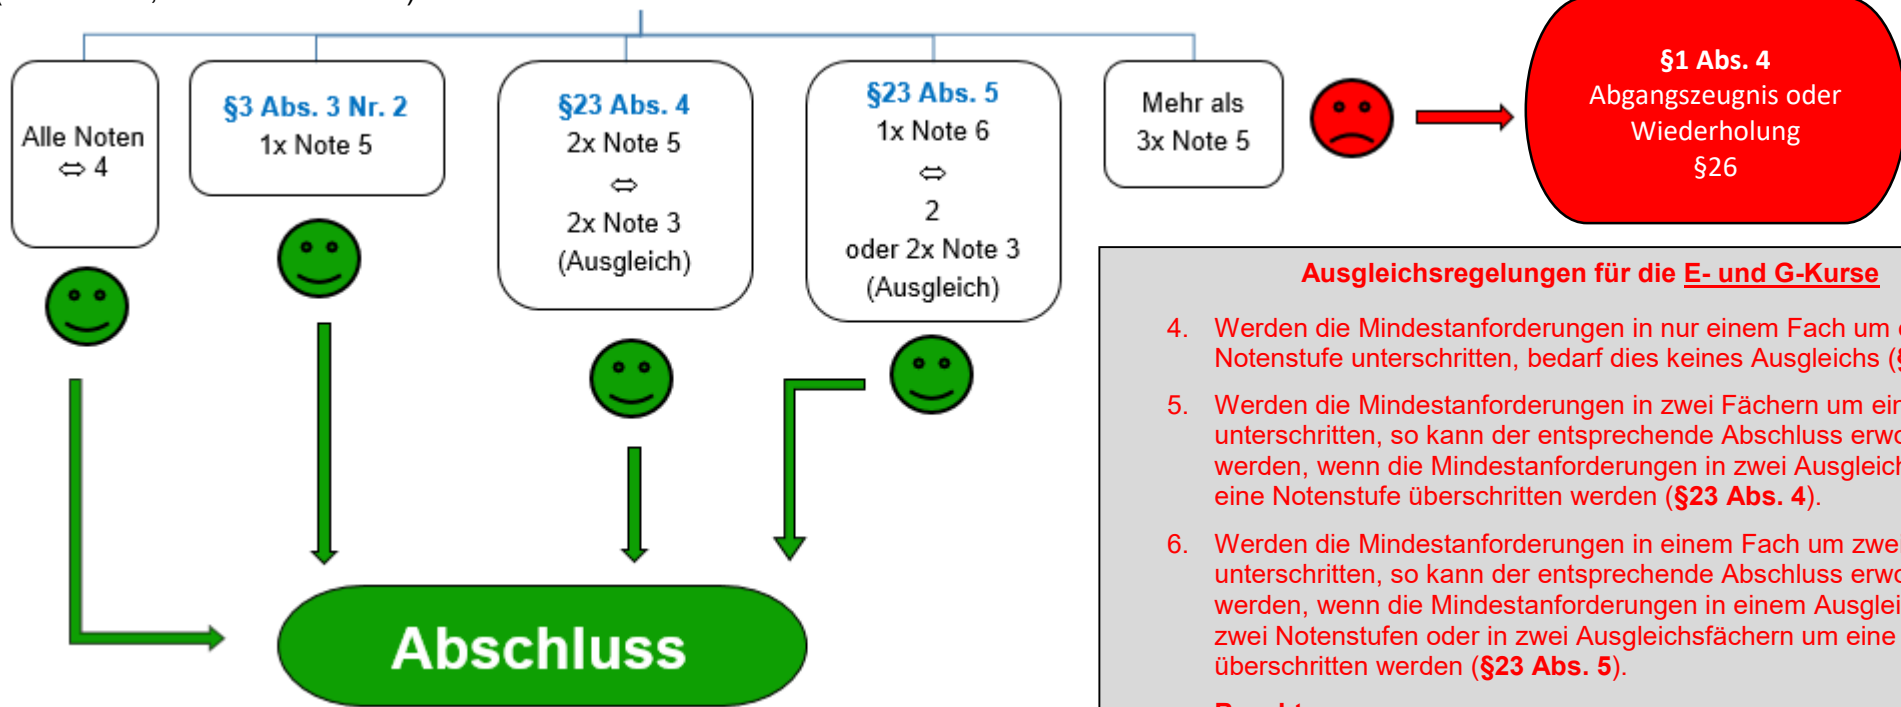 Alle Noten
⇔ 4
§3 Abs. 3 Nr. 2
1x Note 5
§23 Abs. 4
2x Note 5
⇔
2x Note 3
(Ausgleich)
§23 Abs. 5
1x Note 6
⇔
2
oder 2x Note 3
(Ausgleich)
Mehr als
3x Note 5
§1 Abs. 4
Abgangszeugnis oder
Wiederholung
§26
Abschluss
Ausgleichsregelungen für die E- und G-Kurse
4. Werden die Mindestanforderungen in nur einem Fach um
Notenstufe unterschritten, bedarf dies keines Ausgleichs (
5. Werden die Mindestanforderungen in zwei Fächern um ein
unterschritten, so kann der entsprechende Abschluss erwo
werden, wenn die Mindestanforderungen in zwei Ausgleich
eine Notenstufe überschritten werden (§23 Abs. 4).
6. Werden die Mindestanforderungen in einem Fach um zwei
unterschritten, so kann der entsprechende Abschluss erwo
werden, wenn die Mindestanforderungen in einem Ausglei
zwei Notenstufen oder in zwei Ausgleichsfächern um eine
überschritten werden (§23 Abs. 5).